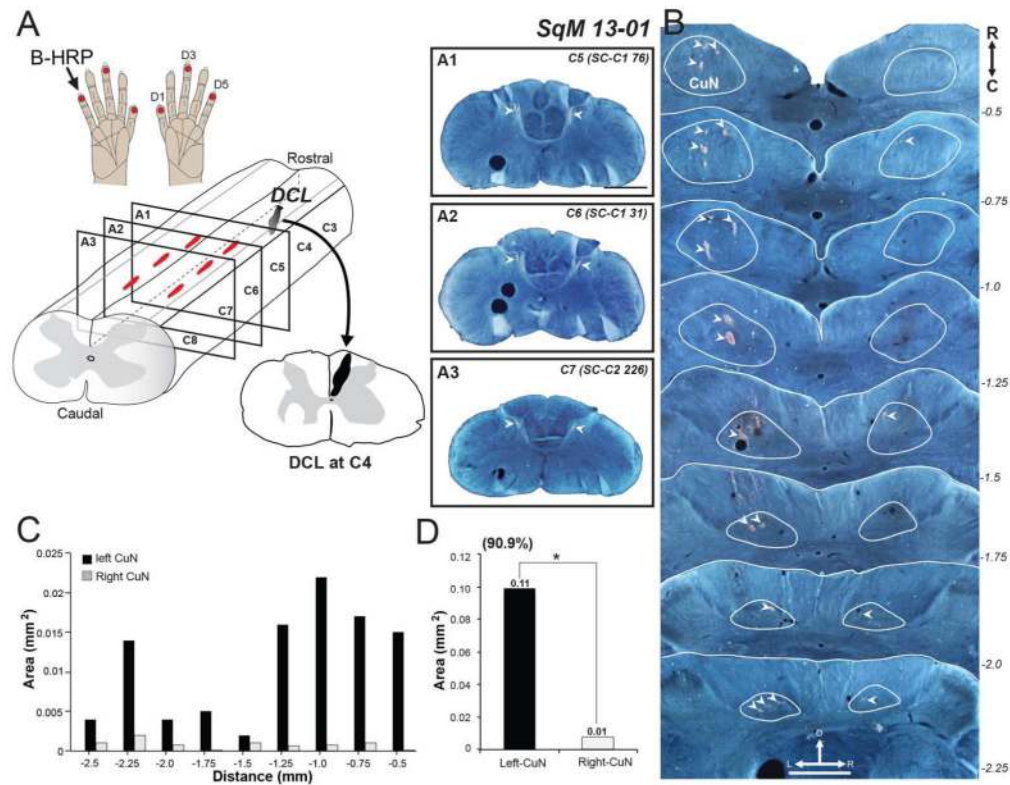 A
B-HRP
D1
D3
D5
Rostral
DCL
A1
A2
A3
C3
C4
C5
C6
C7
C8
Caudal
DCL at C4
SqM 13-01
A1
C5 (SC-C1 76)
A2
C6 (SC-C1 31)
A3
C7 (SC-C2 226)
B
CuN
R
C
-0.5
-0.75
-1.0
-1.25
-1.5
-1.75
-2.0
-2.25
D
L
R
C
left CuN
Right CuN
Area (mm²)
0.025
0.02
0.015
0.01
0.005
0
-2.5 -2.25 -2.0 -1.75 -1.5 -1.25 -1.0 -0.75 -0.5
Distance (mm)
D
(90.9%)
*
Area (mm²)
0.12
0.10
0.08
0.06
0.04
0.02
0.00
0.11
0.01
Left-CuN Right-CuN